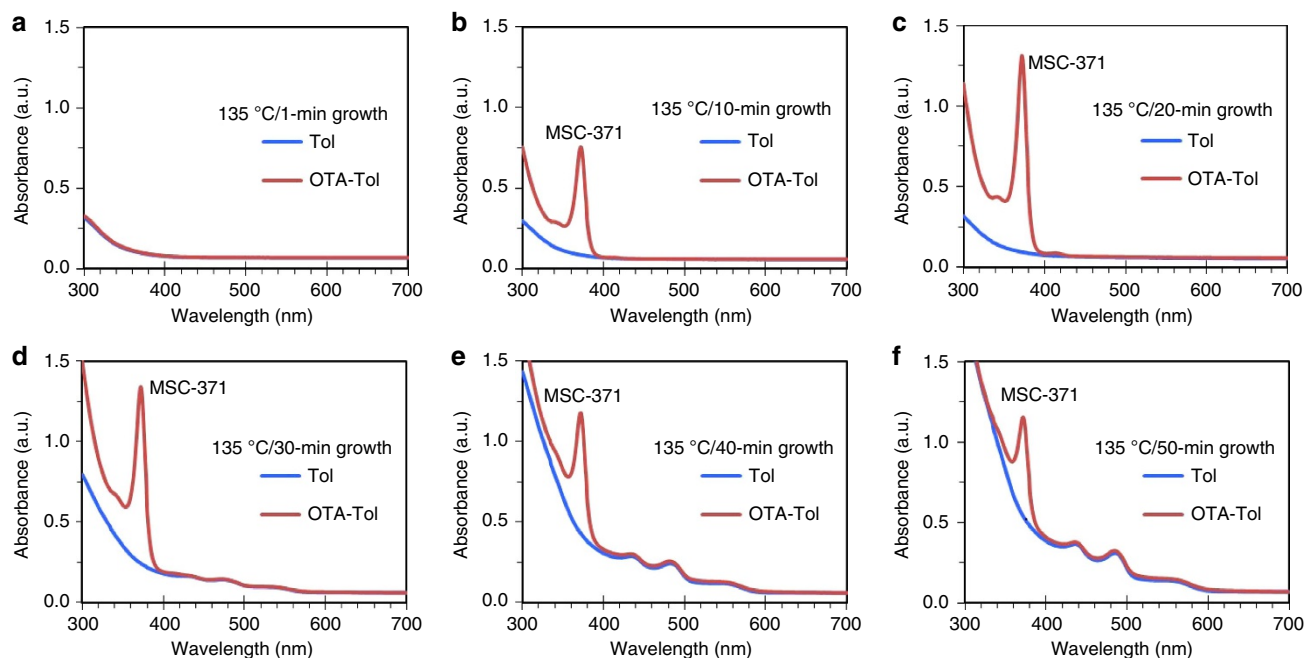 a
1.5
1.0
0.5
0.0
Absorbance (a.u.)
135 °C/1-min growth
Tol
OTA-Tol
300 400 500 600 700
Wavelength (nm)
b
1.5
1.0
0.5
0.0
Absorbance (a.u.)
MSC-371
135 °C/10-min growth
Tol
OTA-Tol
300 400 500 600 700
Wavelength (nm)
c
1.5
1.0
0.5
0.0
Absorbance (a.u.)
MSC-371
135 °C/20-min growth
Tol
OTA-Tol
300 400 500 600 700
Wavelength (nm)
d
1.5
1.0
0.5
0.0
Absorbance (a.u.)
MSC-371
135 °C/30-min growth
Tol
OTA-Tol
300 400 500 600 700
Wavelength (nm)
e
1.5
1.0
0.5
0.0
Absorbance (a.u.)
MSC-371
135 °C/40-min growth
Tol
OTA-Tol
300 400 500 600 700
Wavelength (nm)
f
1.5
1.0
0.5
0.0
Absorbance (a.u.)
MSC-371
135 °C/50-min growth
Tol
OTA-Tol
300 400 500 600 700
Wavelength (nm)